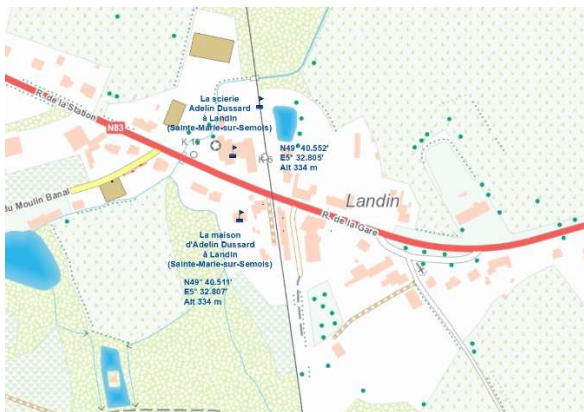 R. de la Station
La scierie
Adelin Dussard
à Landin
(Sainte-Marie-sur-Semois)
N83
N49° 40.552'
E5° 32.805'
Alt 334 m
du Moulin Banal
Landin
R. de la Gare
La maison
d'Adelin Dussard
à Landin
(Sainte-Marie-sur-Semois)
N49° 40.511'
E5° 32.807'
Alt 334 m